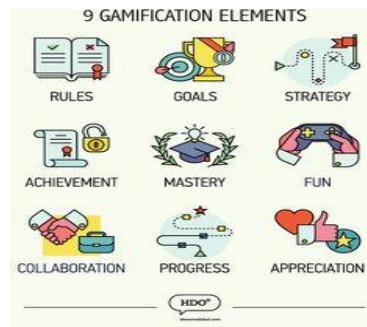 9 GAMIFICATION ELEMENTS
RULES GOALS STRATEGY
ACHIEVEMENT MASTERY FUN
COLLABORATION PROGRESS APPRECIATION
HDO